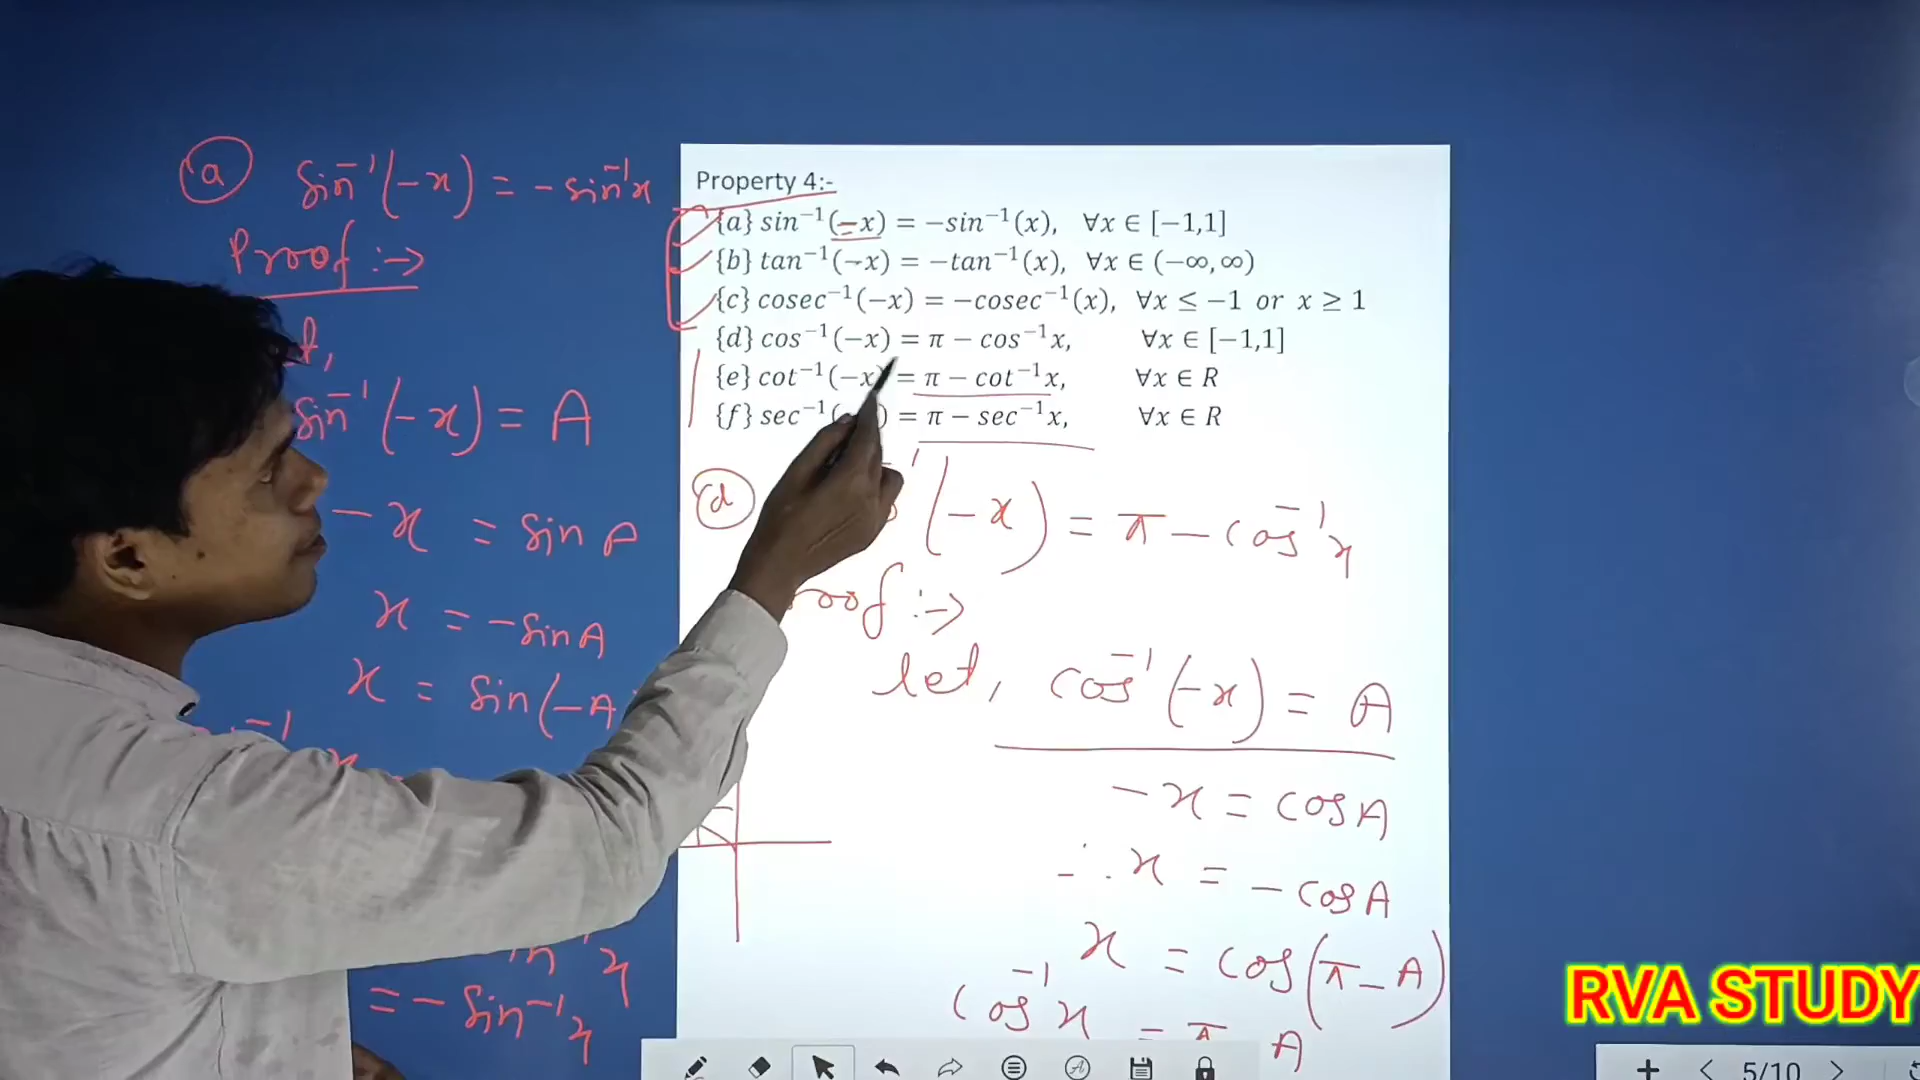 (a) sin⁻¹(-x) = -sin⁻¹x
Proof :→
sin⁻¹(-x) = A
-x = sin A
x = -sin A
x = sin(-A
= -sin⁻¹x
Property 4:-
{a} sin⁻¹(-x) = -sin⁻¹(x), ∀x ∈ [-1,1]
{b} tan⁻¹(-x) = -tan⁻¹(x), ∀x ∈ (-∞,∞)
{c} cosec⁻¹(-x) = -cosec⁻¹(x), ∀x ≤ -1 or x ≥ 1
{d} cos⁻¹(-x) = π - cos⁻¹x, ∀x ∈ [-1,1]
{e} cot⁻¹(-x) = π - cot⁻¹x, ∀x ∈ R
{f} sec⁻¹( ) = π - sec⁻¹x, ∀x ∈ R
(d) ⁻¹(-x) = π - cos⁻¹x
roof :→
let, cos⁻¹(-x) = A
-x = cos A
∴ x = -cos A
x = cos(π - A)
cos⁻¹x = π A
RVA STUDY
5/10